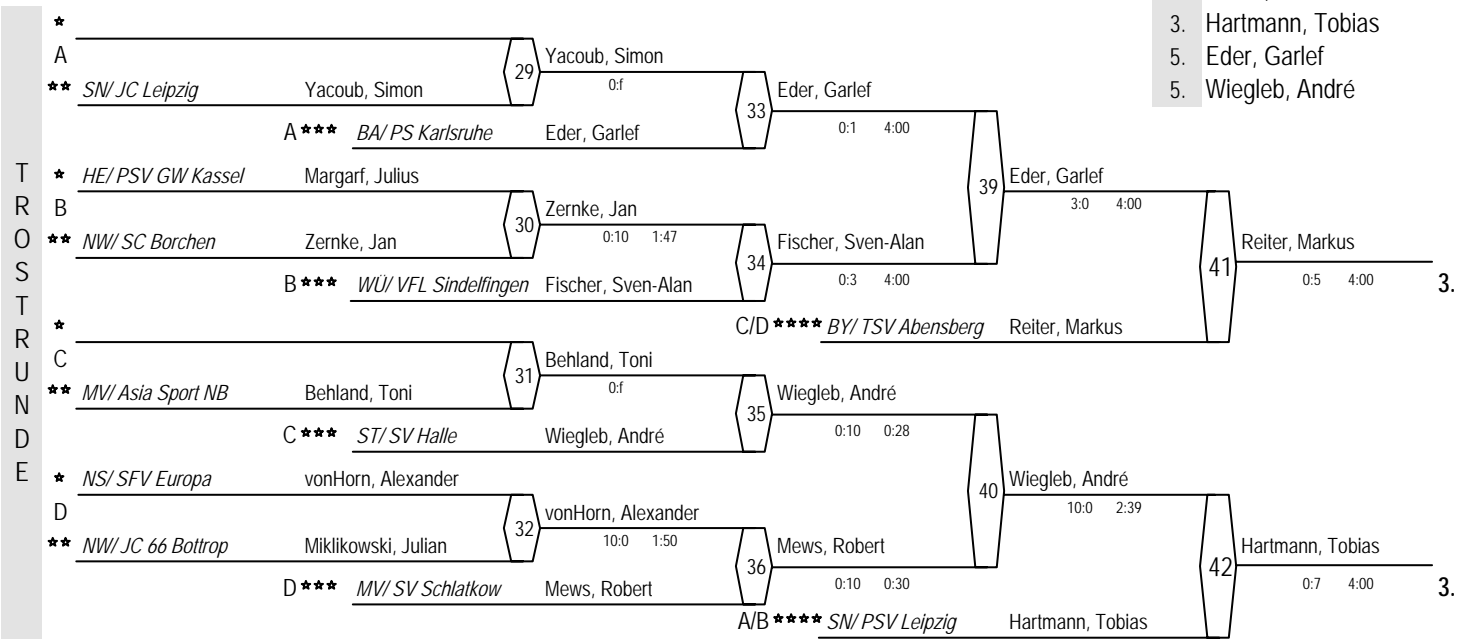 3. Hartmann, Tobias
5. Eder, Garlef
5. Wiegleb, André
TROSTRUNDE
*
A
** SN/ JC Leipzig Yacoub, Simon
29
Yacoub, Simon
0:f
A *** BA/ PS Karlsruhe Eder, Garlef
33
Eder, Garlef
0:1 4:00
* HE/ PSV GW Kassel Margarf, Julius
B
** NW/ SC Borchen Zernke, Jan
30
Zernke, Jan
0:10 1:47
B *** WÜ/ VFL Sindelfingen Fischer, Sven-Alan
34
Fischer, Sven-Alan
0:3 4:00
39
Eder, Garlef
3:0 4:00
C/D **** BY/ TSV Abensberg Reiter, Markus
41
Reiter, Markus
0:5 4:00 3.
*
C
** MV/ Asia Sport NB Behland, Toni
31
Behland, Toni
0:f
C *** ST/ SV Halle Wiegleb, André
35
Wiegleb, André
0:10 0:28
* NS/ SFV Europa vonHorn, Alexander
D
** NW/ JC 66 Bottrop Miklikowski, Julian
32
vonHorn, Alexander
10:0 1:50
D *** MV/ SV Schlatkow Mews, Robert
36
Mews, Robert
0:10 0:30
40
Wiegleb, André
10:0 2:39
A/B **** SN/ PSV Leipzig Hartmann, Tobias
42
Hartmann, Tobias
0:7 4:00 3.